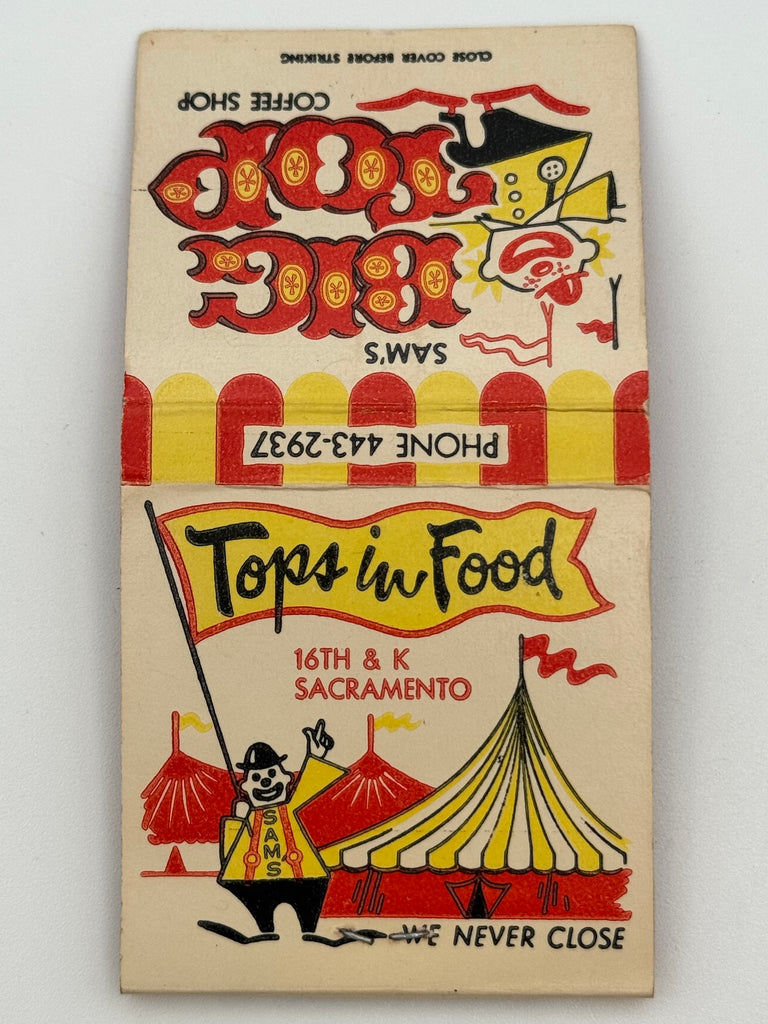 CLOSE COVER BEFORE STRIKING
SAM'S
BIG
TOP
COFFEE SHOP
PHONE 443-2937
Tops in Food
16TH & K
SACRAMENTO
SAM'S
WE NEVER CLOSE